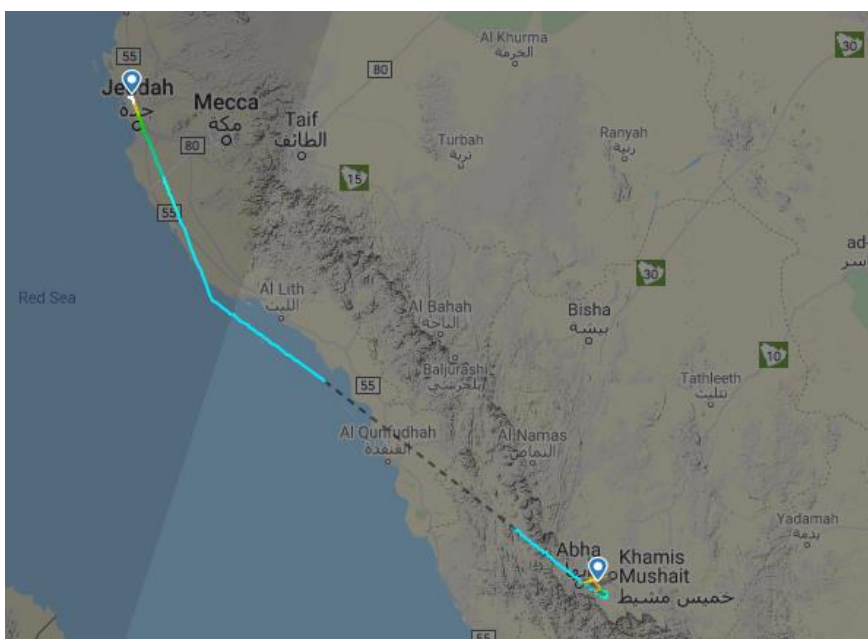 55
Al Khurma
الخرمة
30
80
Jeddah
جدة
Mecca
مكة
Taif
الطائف
80
Turbah
تربة
Ranyah
رنية
15
55
ad-
Red Sea
30
Al Lith
الليث
Al Bahah
الباحة
Bisha
بيشة
10
Baljurashi
بلجرشي
55
Tathleeth
تثليث
Al Qunfudhah
القنفذة
Al Namas
النماص
Yadamah
يدمة
Abha
أبها
Khamis
Mushait
خميس مشيط
55